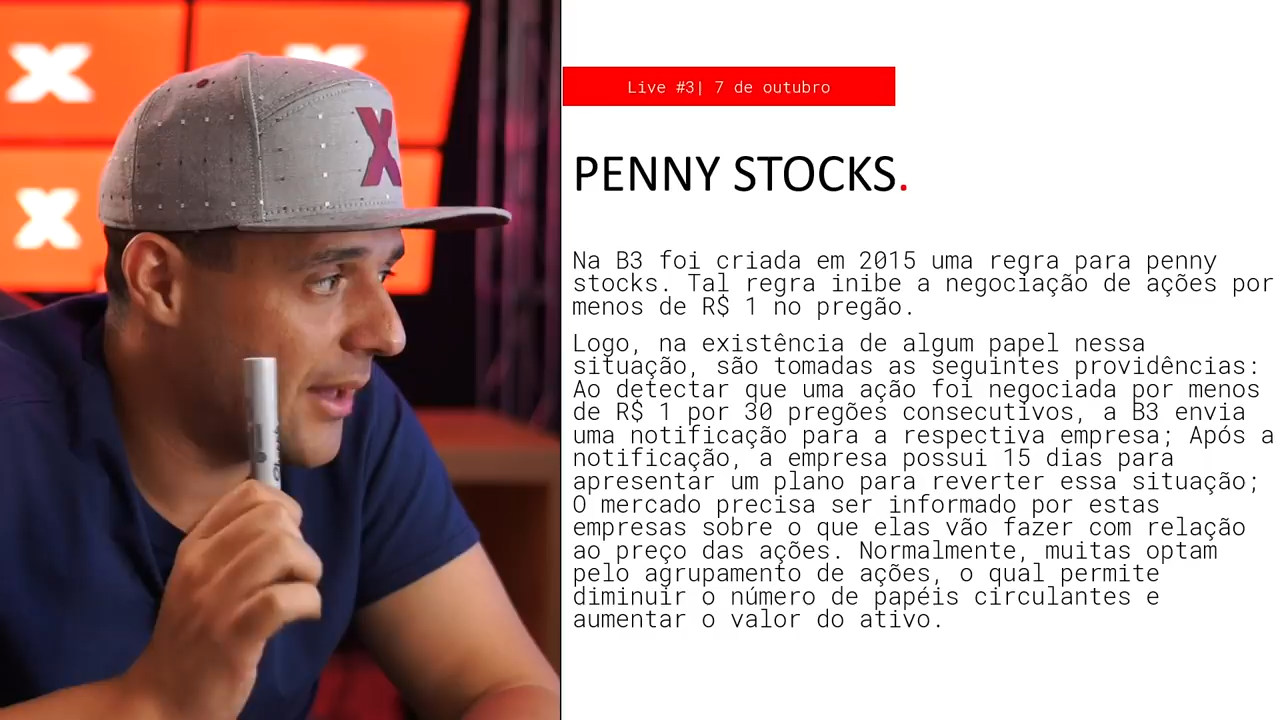 X
X
X
X
Live #3| 7 de outubro
PENNY STOCKS.
Na B3 foi criada em 2015 uma regra para penny
stocks. Tal regra inibe a negociação de ações por
menos de R$ 1 no pregão.
Logo, na existência de algum papel nessa
situação, são tomadas as seguintes providências:
Ao detectar que uma ação foi negociada por menos
de R$ 1 por 30 pregões consecutivos, a B3 envia
uma notificação para a respectiva empresa; Após a
notificação, a empresa possui 15 dias para
apresentar um plano para reverter essa situação;
O mercado precisa ser informado por estas
empresas sobre o que elas vão fazer com relação
ao preço das ações. Normalmente, muitas optam
pelo agrupamento de ações, o qual permite
diminuir o número de papéis circulantes e
aumentar o valor do ativo.